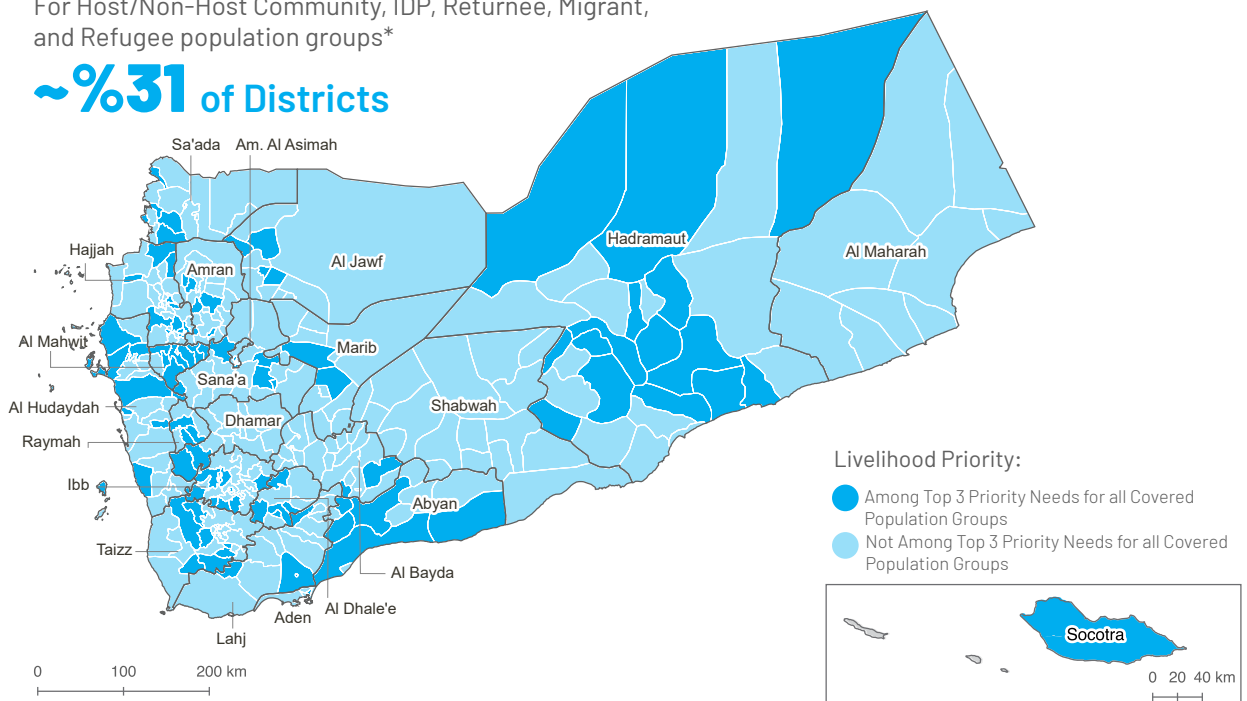 For Host/Non-Host Community, IDP, Returnee, Migrant,
and Refugee population groups*
~%31 of Districts
Sa'ada
Am. Al Asimah
Hajjah
Amran
Al Jawf
Hadramaut
Al Maharah
Al Mahwit
Marib
Sana'a
Al Hudaydah
Shabwah
Dhamar
Raymah
Ibb
Abyan
Taizz
Al Bayda
Al Dhale'e
Aden
Lahj
Livelihood Priority:
Among Top 3 Priority Needs for all Covered
Population Groups
Not Among Top 3 Priority Needs for all Covered
Population Groups
Socotra
0 100 200 km
0 20 40 km